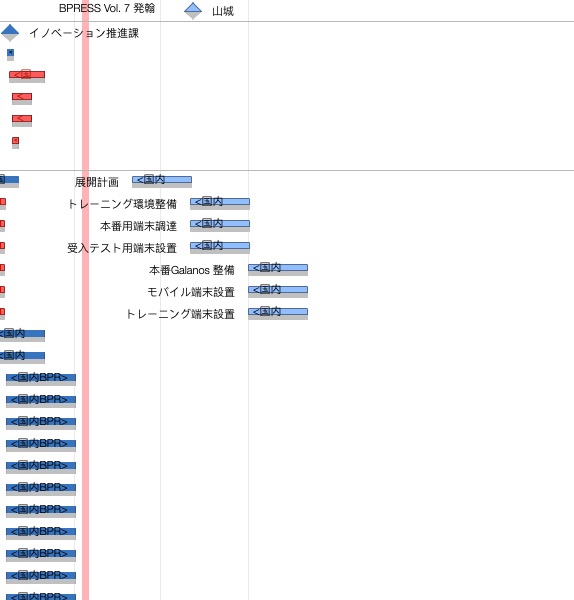 BPRESS Vol. 7 発翰 山城
イノベーション推進課
<国
<
<
<
展開計画 <国内
トレーニング環境整備 <国内
本番用端末調達 <国内
受入テスト用端末設置 <国内
本番Galanos 整備 <国内
モバイル端末設置 <国内
トレーニング端末設置 <国内
<国内
<国内
<国内BPR>
<国内BPR>
<国内BPR>
<国内BPR>
<国内BPR>
<国内BPR>
<国内BPR>
<国内BPR>
<国内BPR>
<国内BPR>
<国内BPR>